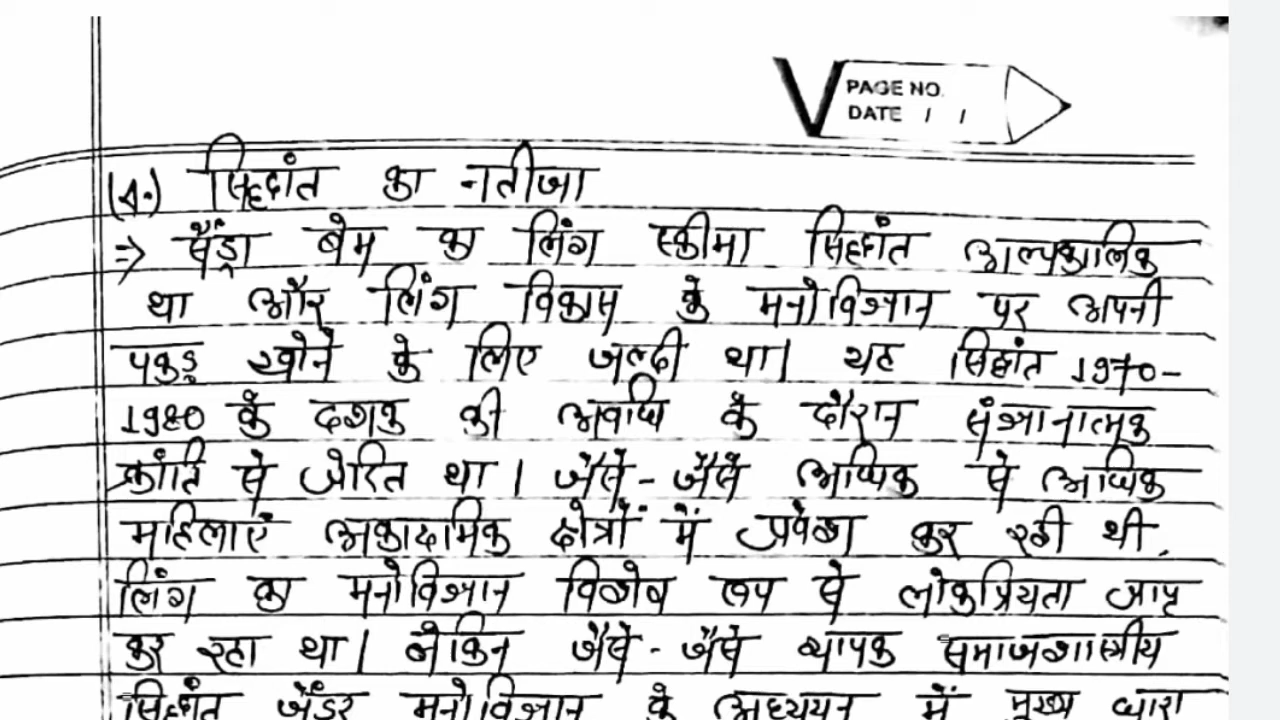 PAGE NO.
DATE / /
(4.) सिद्धांत का नतीजा
⇒ सैंड्रा बेम का लिंग स्कीमा सिद्धांत अल्पकालिक
था और लिंग विकास के मनोविज्ञान पर अपनी
पकड़ खोने के लिए जल्दी था। यह सिद्धांत 1970-
1980 के दशक की अवधि के दौरान संज्ञानात्मक
क्रांति से प्रेरित था। जैसे-जैसे अधिक से अधिक
महिलाएं अकादमिक क्षेत्रों में प्रवेश कर रही थी,
लिंग का मनोविज्ञान विशेष रूप से लोकप्रियता प्राप्त
कर रहा था। लेकिन जैसे-जैसे व्यापक समाजशास्त्रीय
सिद्धांत जेंडर मनोविज्ञान के अध्ययन में मुख्य धारा